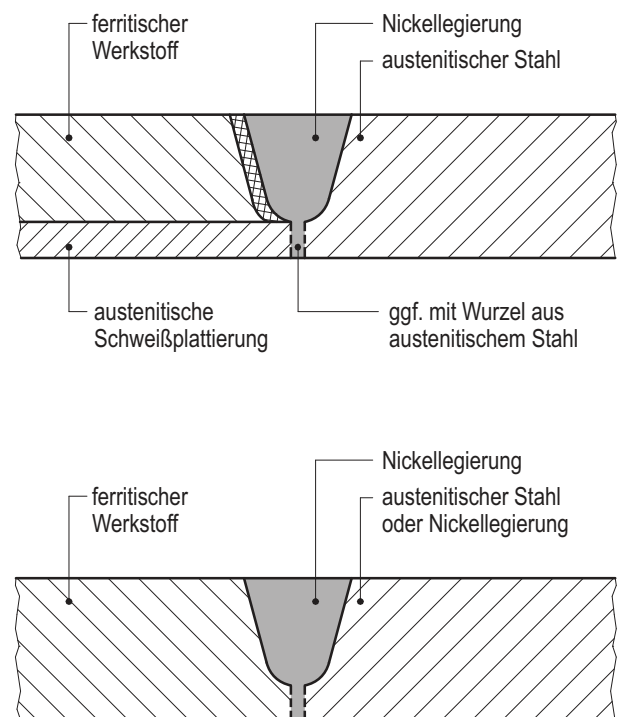 ferritischer
Werkstoff
Nickellegierung
austenitischer Stahl
austenitische
Schweißplattierung
ggf. mit Wurzel aus
austenitischem Stahl
ferritischer
Werkstoff
Nickellegierung
austenitischer Stahl
oder Nickellegierung